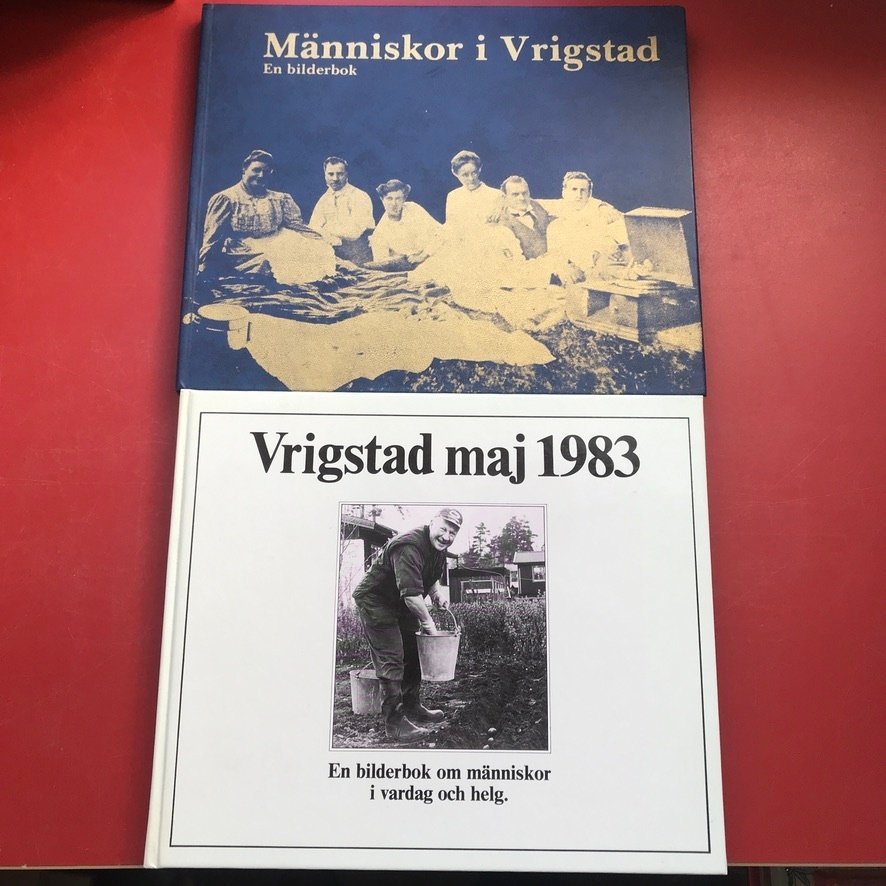 Människor i Vrigstad
En bilderbok
Vrigstad maj 1983
En bilderbok om människor
i vardag och helg.